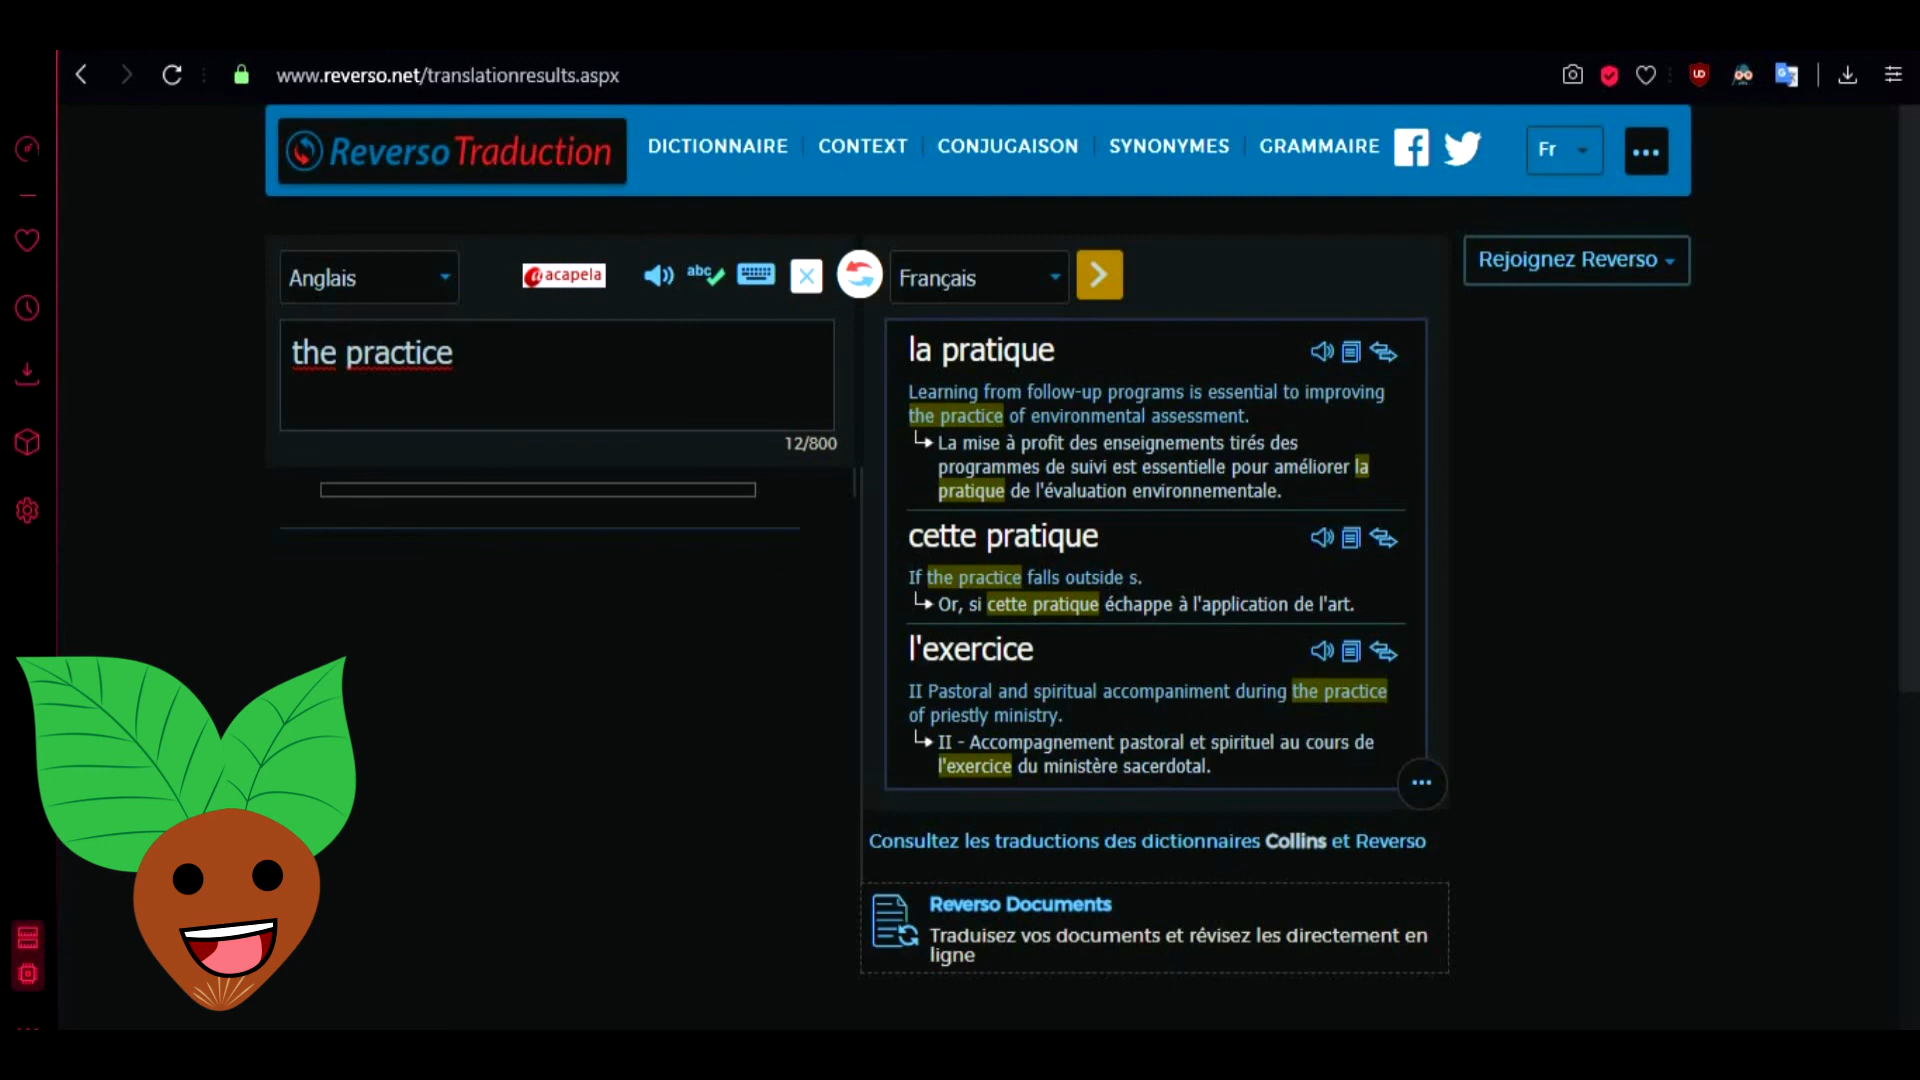 www.reverso.net/translationresults.aspx
Reverso Traduction
DICTIONNAIRE
CONTEXT
CONJUGAISON
SYNONYMES
GRAMMAIRE
Fr
Rejoignez Reverso
Anglais
acapela
abc
Français
the practice
12/800
la pratique
Learning from follow-up programs is essential to improving
the practice of environmental assessment.
La mise à profit des enseignements tirés des
programmes de suivi est essentielle pour améliorer la
pratique de l'évaluation environnementale.
cette pratique
If the practice falls outside s.
Or, si cette pratique échappe à l'application de l'art.
l'exercice
II Pastoral and spiritual accompaniment during the practice
of priestly ministry.
II - Accompagnement pastoral et spirituel au cours de
l'exercice du ministère sacerdotal.
Consultez les traductions des dictionnaires Collins et Reverso
Reverso Documents
Traduisez vos documents et révisez les directement en
ligne